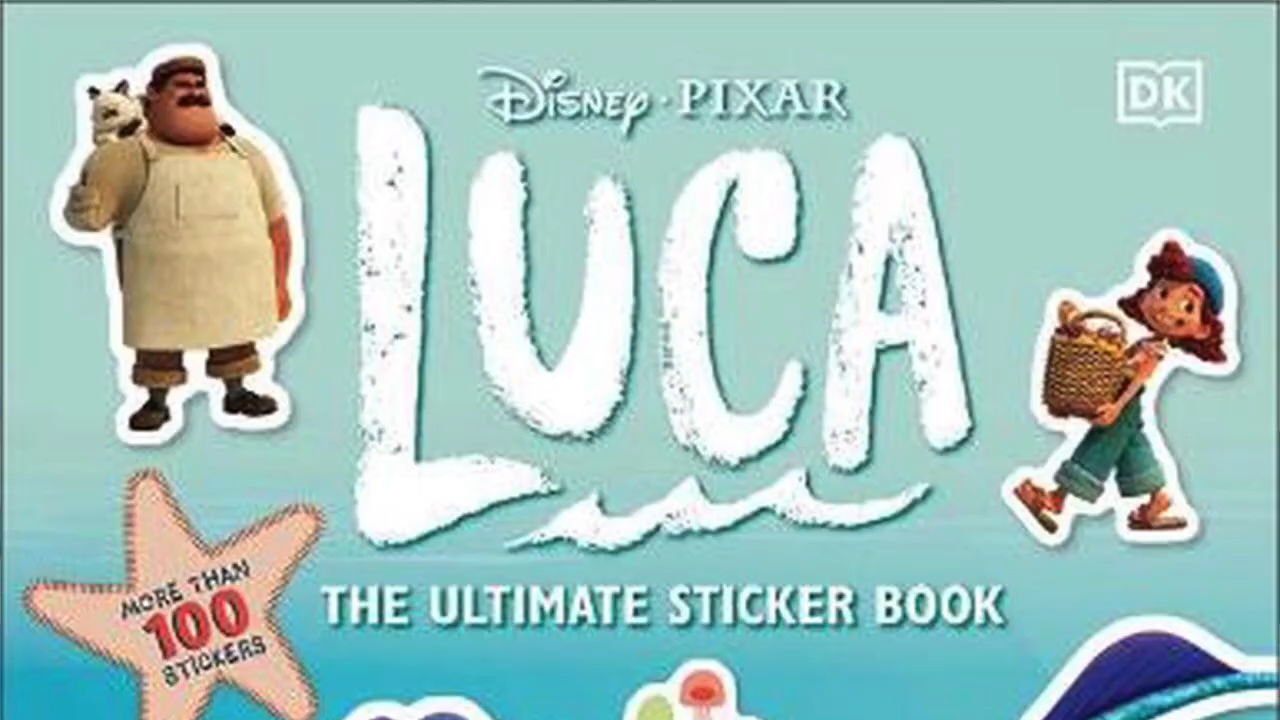 Disney · PIXAR
DK
LUCA
THE ULTIMATE STICKER BOOK
MORE THAN
100
STICKERS